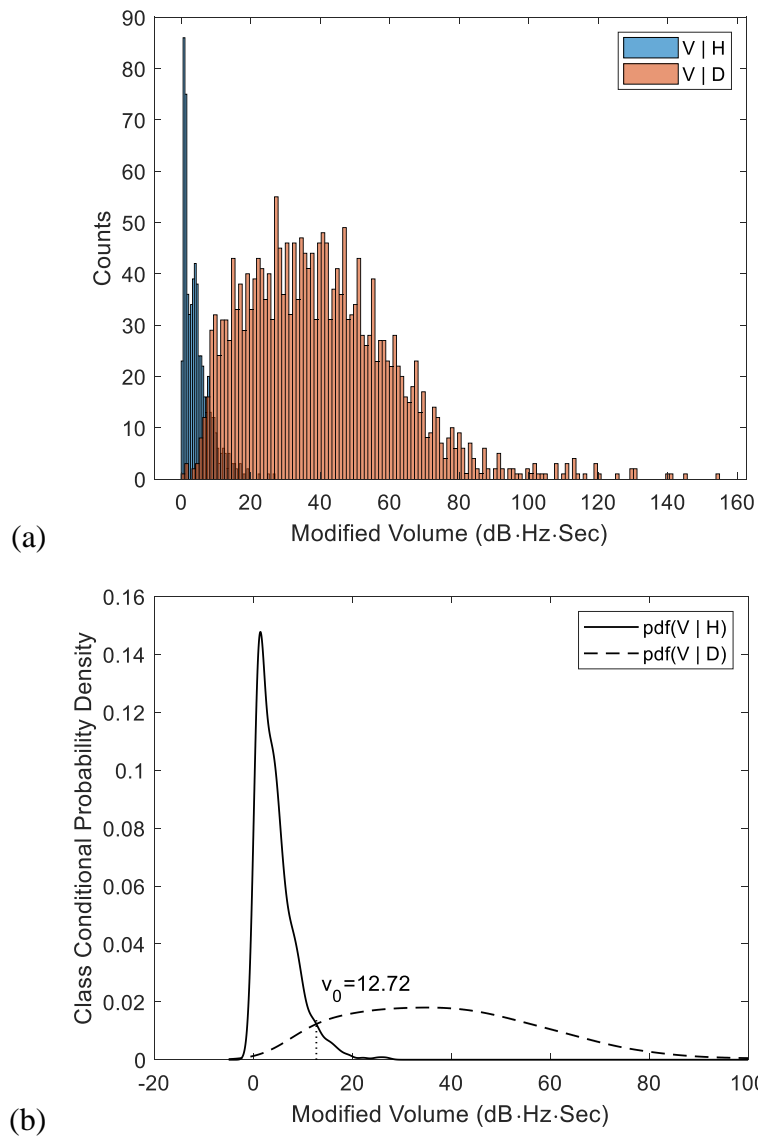 90
80
70
60
50
40
30
20
10
0
Counts
V | H
V | D
0 20 40 60 80 100 120 140 160
Modified Volume (dB·Hz·Sec)
(a)
0.16
0.14
0.12
0.1
0.08
0.06
0.04
0.02
0
Class Conditional Probability Density
pdf(V | H)
pdf(V | D)
v0=12.72
-20 0 20 40 60 80 100
Modified Volume (dB·Hz·Sec)
(b)